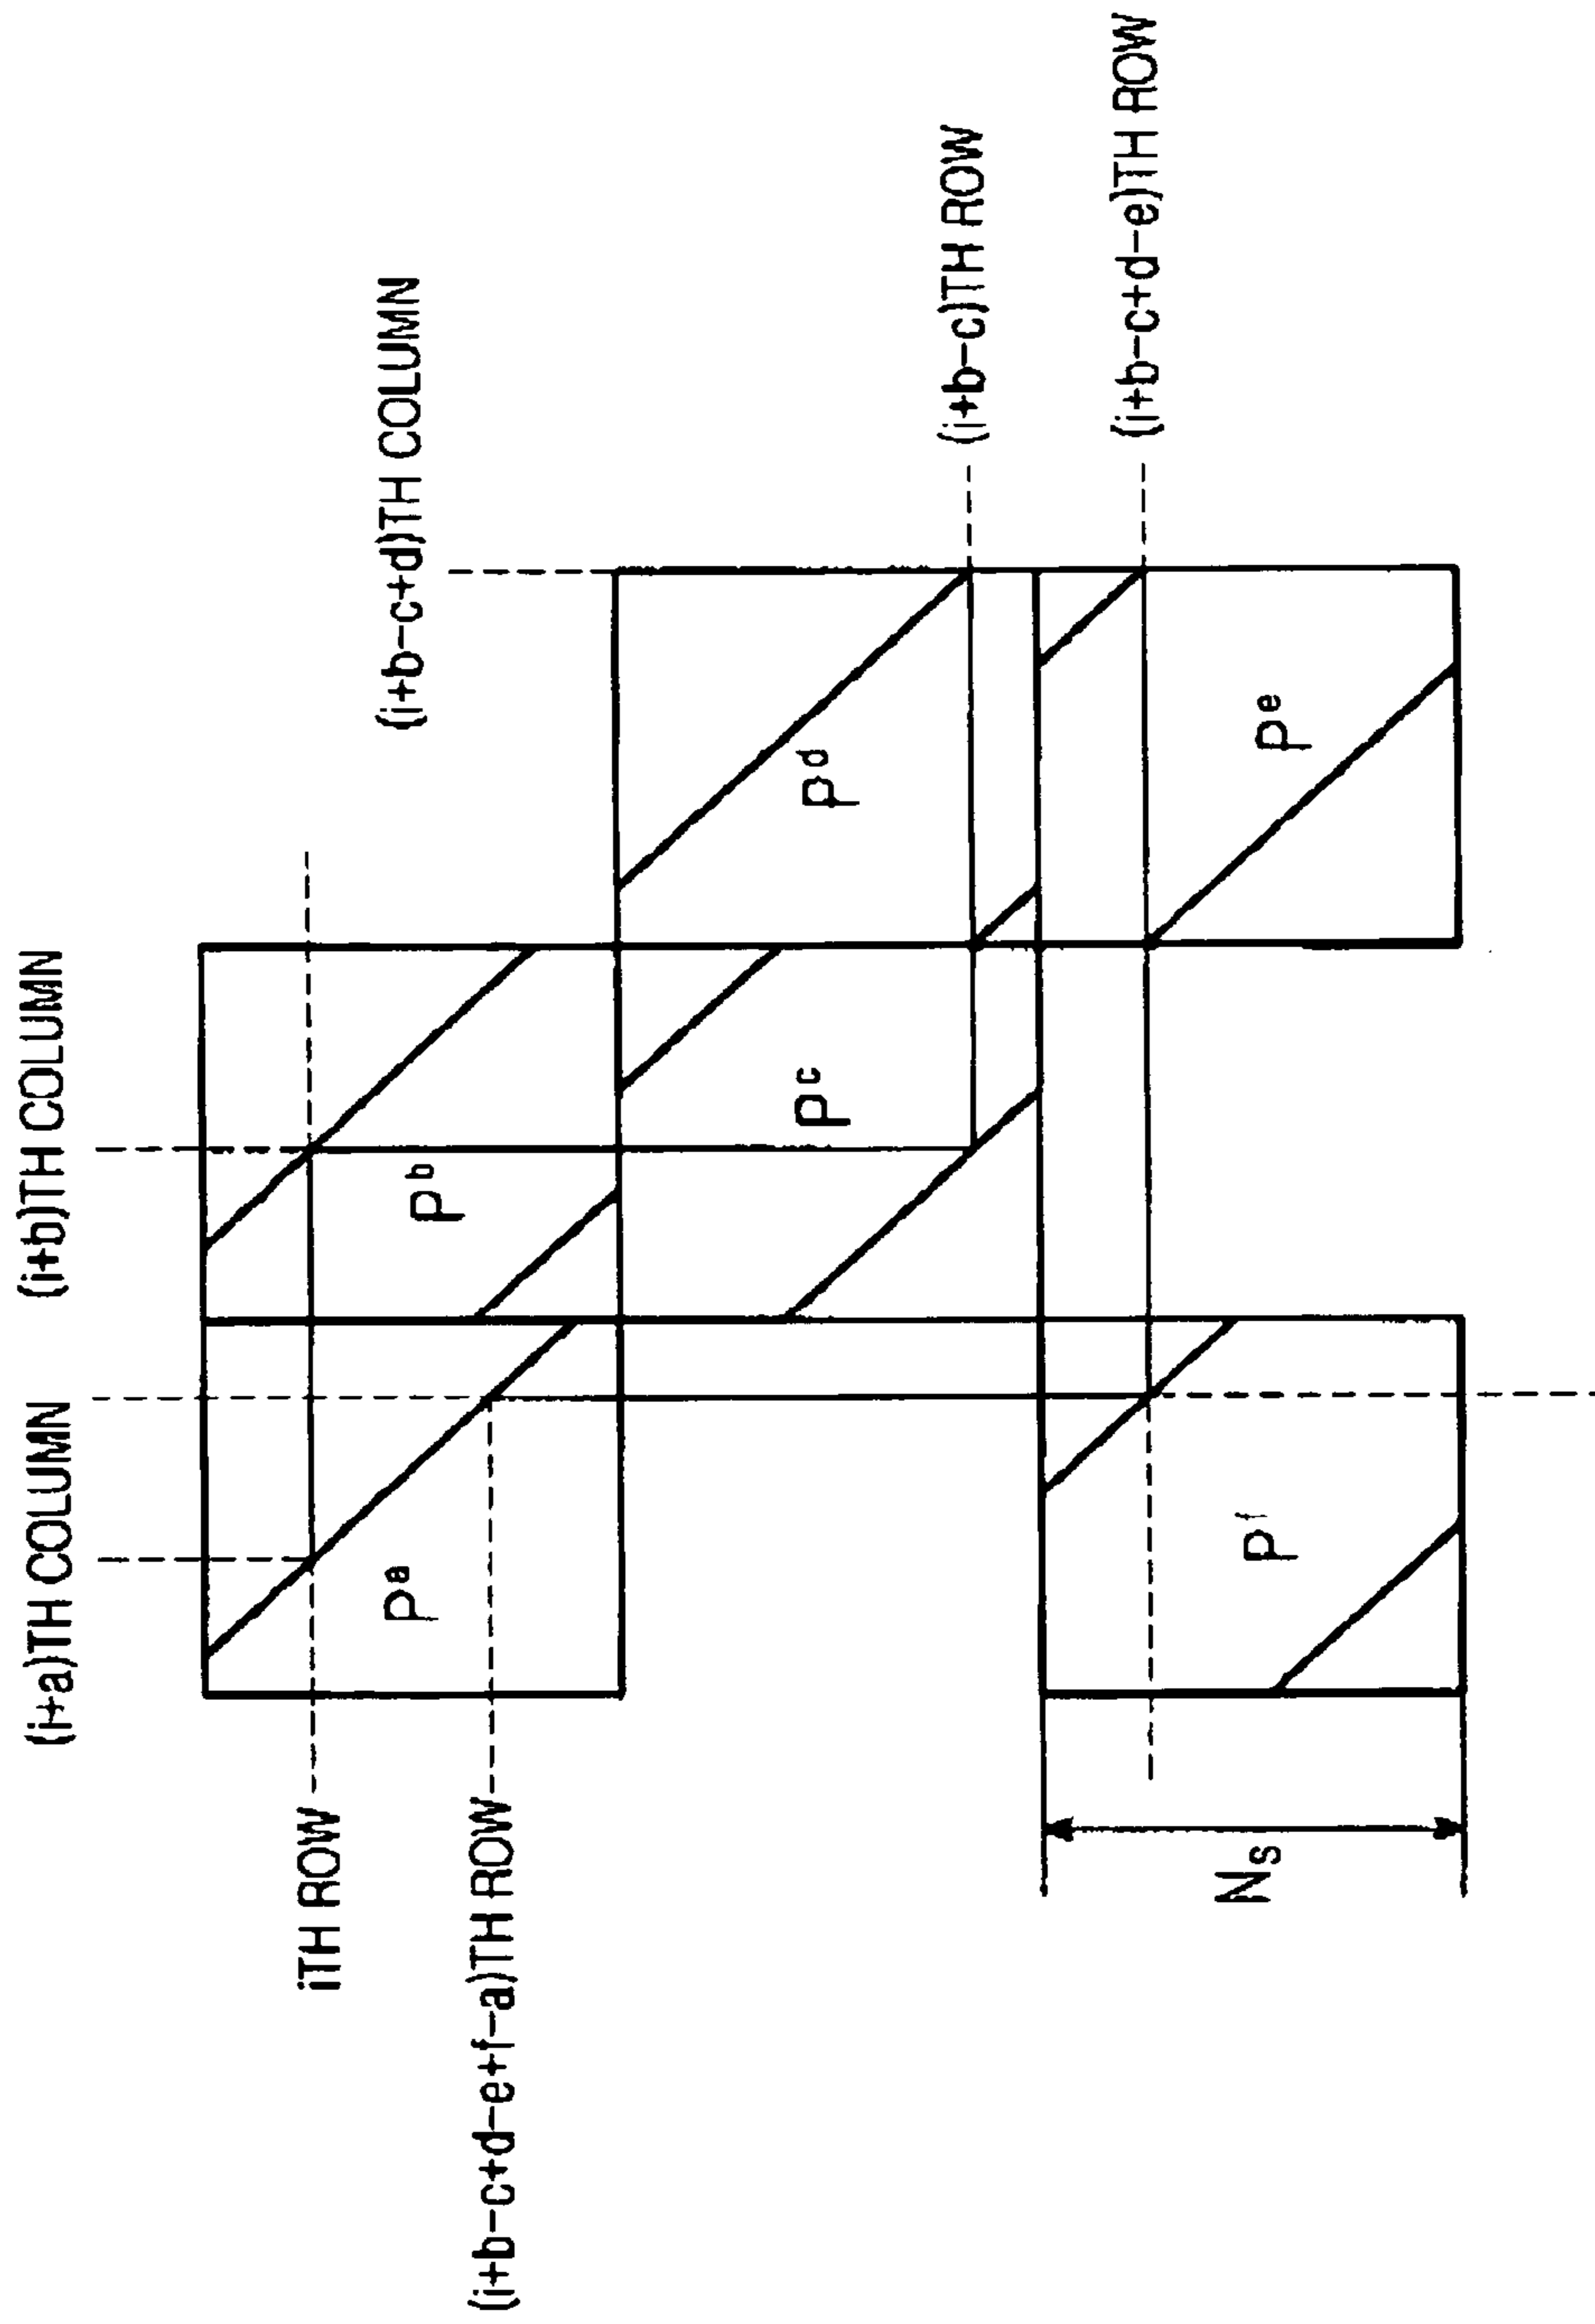 (i+a)TH COLUMN
(i+b)TH COLUMN
iTH ROW
(i+b-c+d)TH COLUMN
Pᵃ
Pᵇ
(i+b-c+d-e+f-a)TH ROW
Pᶜ
Pᵈ
(i+b-c)TH ROW
(i+b-c+d-e)TH ROW
Nₛ
Pᶠ
Pᵉ